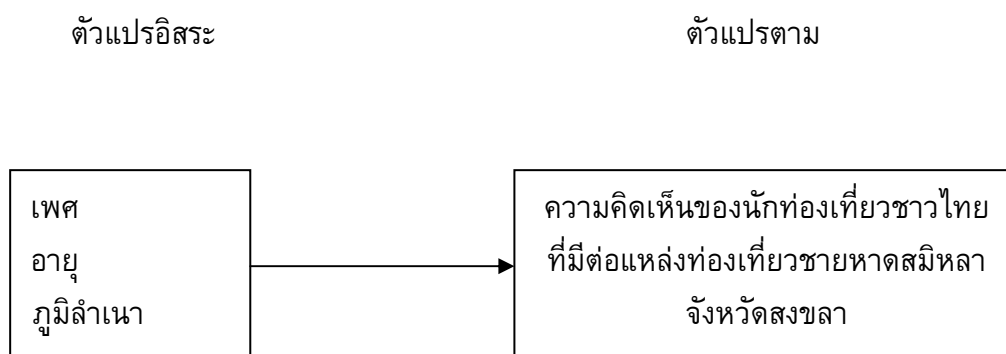 ตัวแปรอิสระ
ตัวแปรตาม
เพศ
อายุ
ภูมิลำเนา
ความคิดเห็นของนักท่องเที่ยวชาวไทย
ที่มีต่อแหล่งท่องเที่ยวชายหาดสมิหลา
จังหวัดสงขลา